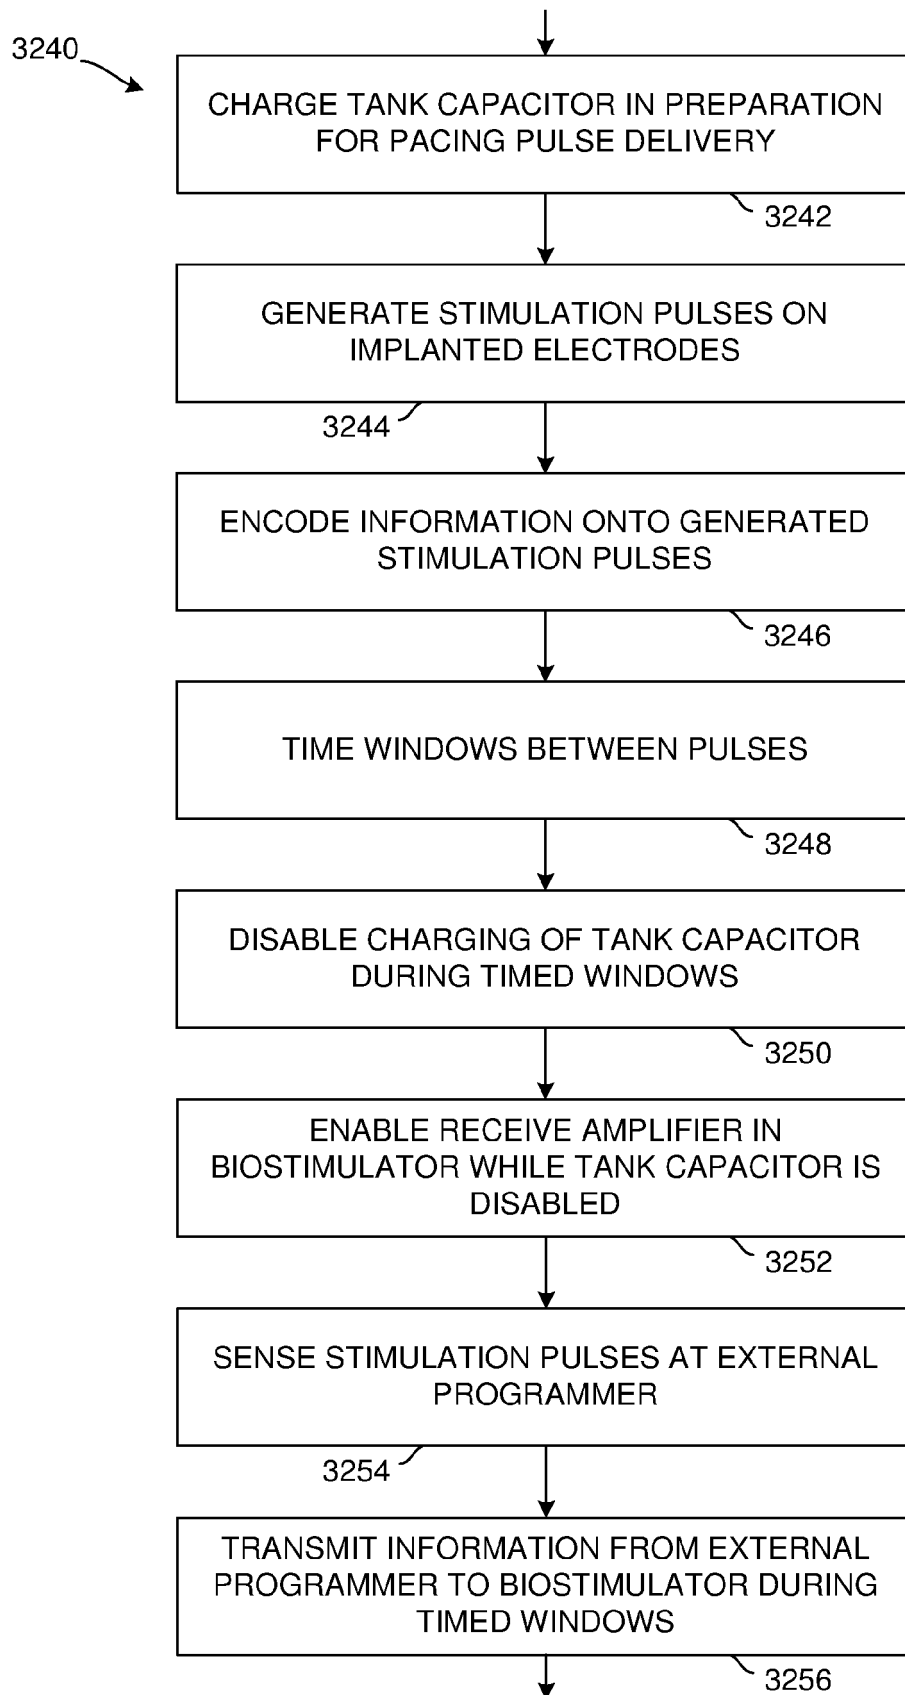 3240
CHARGE TANK CAPACITOR IN PREPARATION
FOR PACING PULSE DELIVERY
3242
GENERATE STIMULATION PULSES ON
IMPLANTED ELECTRODES
3244
ENCODE INFORMATION ONTO GENERATED
STIMULATION PULSES
3246
TIME WINDOWS BETWEEN PULSES
3248
DISABLE CHARGING OF TANK CAPACITOR
DURING TIMED WINDOWS
3250
ENABLE RECEIVE AMPLIFIER IN
BIOSTIMULATOR WHILE TANK CAPACITOR IS
DISABLED
3252
SENSE STIMULATION PULSES AT EXTERNAL
PROGRAMMER
3254
TRANSMIT INFORMATION FROM EXTERNAL
PROGRAMMER TO BIOSTIMULATOR DURING
TIMED WINDOWS
3256